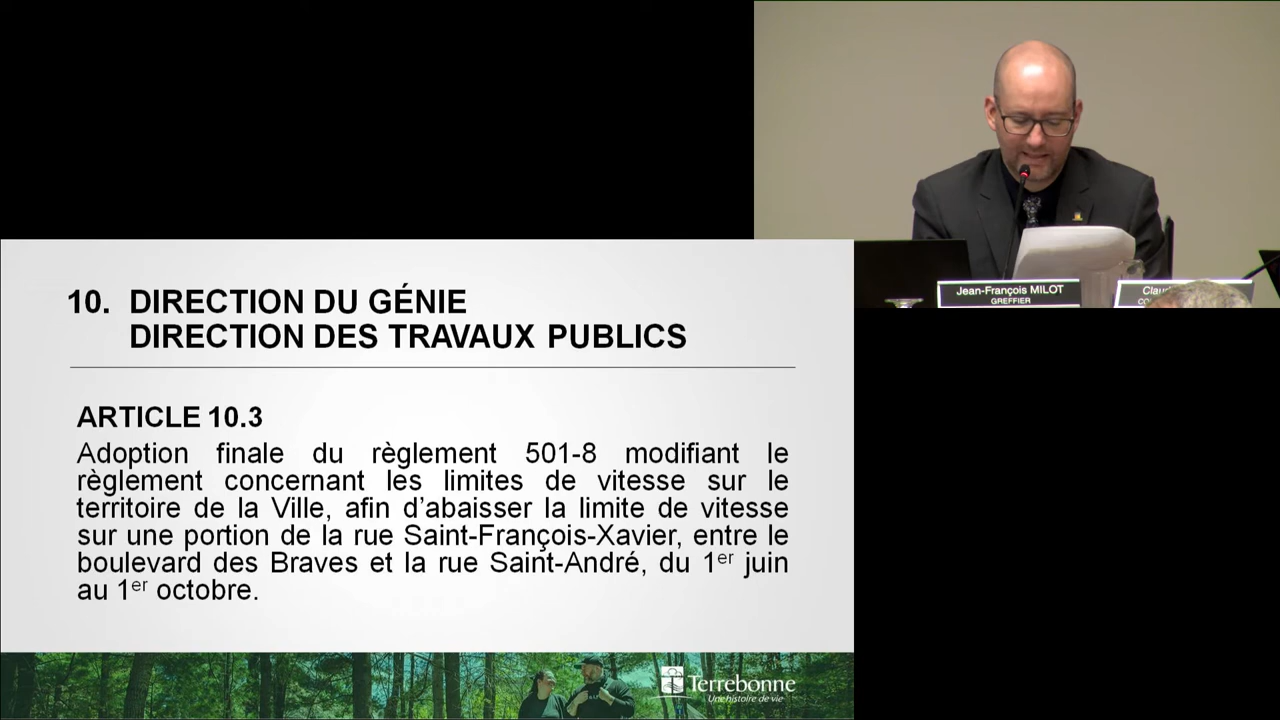 Jean-François MILOT
GREFFIER
10. DIRECTION DU GÉNIE
DIRECTION DES TRAVAUX PUBLICS
ARTICLE 10.3
Adoption finale du règlement 501-8 modifiant le
règlement concernant les limites de vitesse sur le
territoire de la Ville, afin d’abaisser la limite de vitesse
sur une portion de la rue Saint-François-Xavier, entre le
boulevard des Braves et la rue Saint-André, du 1er juin
au 1er octobre.
Terrebonne
Une histoire de vie